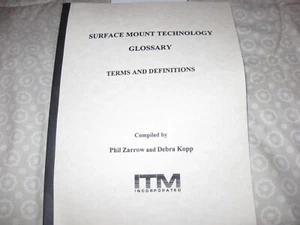 SURFACE MOUNT TECHNOLOGY
GLOSSARY
TERMS AND DEFINITIONS
Compiled by
Phil Zarrow and Debra Kopp
ITM
INCORPORATED